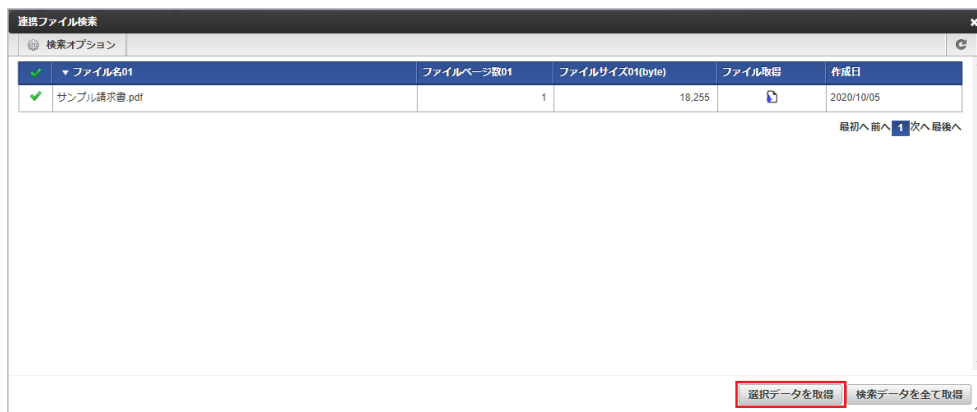 連携ファイル検索
検索オプション
▼ファイル名01 ファイルページ数01 ファイルサイズ01(byte) ファイル取得 作成日
サンプル請求書.pdf 1 18,255 2020/10/05
最初へ 前へ 1 次へ 最後へ
選択データを取得 検索データを全て取得